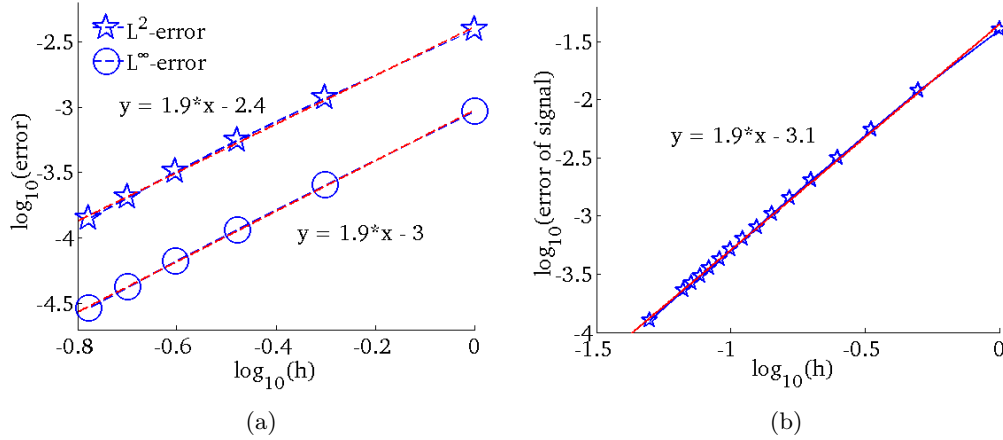 L²-error
L∞-error
y = 1.9*x - 2.4
y = 1.9*x - 3
log₁₀(error)
-2.5
-3
-3.5
-4
-4.5
-0.8
-0.6
-0.4
-0.2
0
log₁₀(h)
(a)
y = 1.9*x - 3.1
log₁₀(error of signal)
-1.5
-2
-2.5
-3
-3.5
-4
-1.5
-1
-0.5
0
log₁₀(h)
(b)